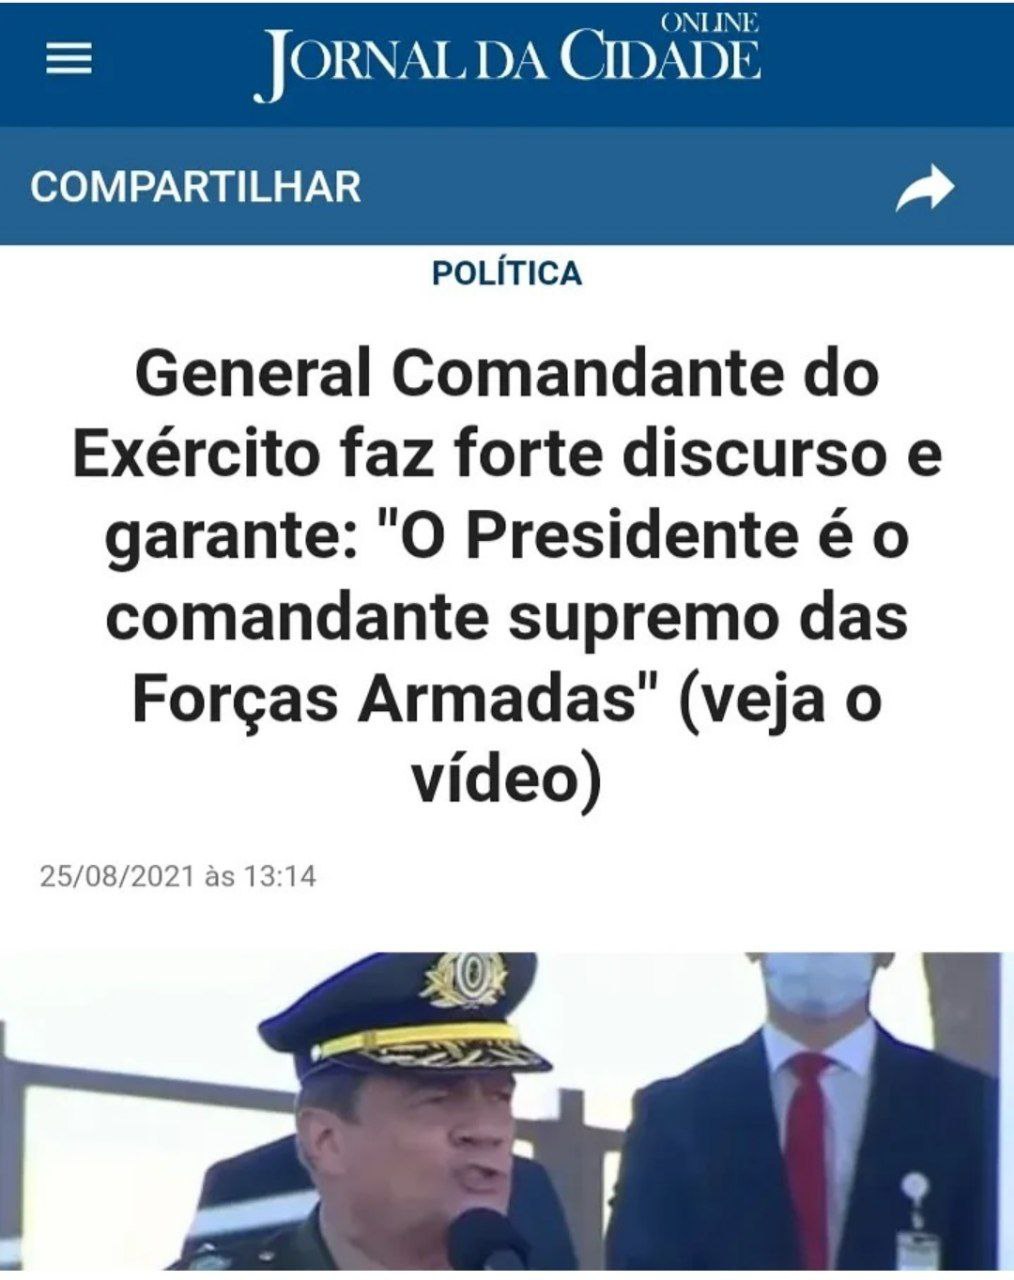 ONLINE
JORNAL DA CIDADE
COMPARTILHAR
POLÍTICA
General Comandante do
Exército faz forte discurso e
garante: "O Presidente é o
comandante supremo das
Forças Armadas" (veja o
vídeo)
25/08/2021 às 13:14